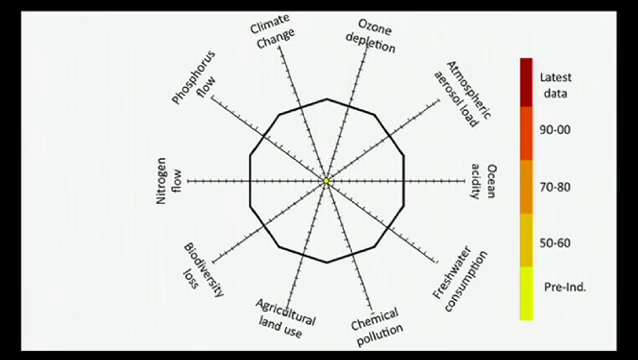 Climate
Change
Ozone
depletion
Phosphorus
flow
Atmospheric
aerosol load
Nitrogen
flow
Ocean
acidity
Biodiversity
loss
Freshwater
consumption
Agricultural
land use
Chemical
pollution
Latest
data
90-00
70-80
50-60
Pre-Ind.